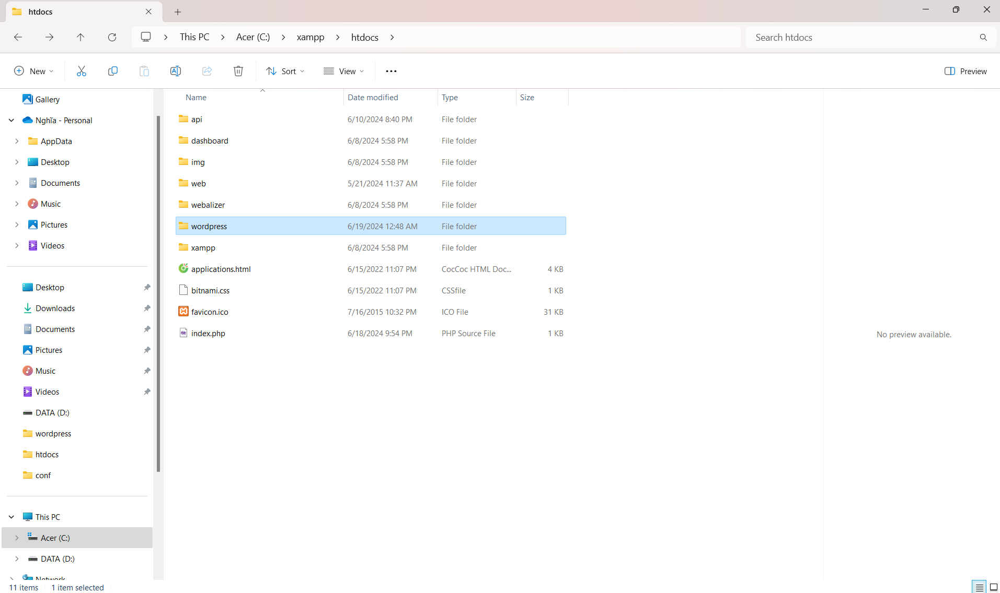 htdocs
This PC > Acer (C:) > xampp > htdocs >
Search htdocs
New
Sort
View
Preview
Gallery
Nghĩa - Personal
AppData
Desktop
Documents
Music
Pictures
Videos
Desktop
Downloads
Documents
Pictures
Music
Videos
DATA (D:)
wordpress
htdocs
conf
This PC
Acer (C:)
DATA (D:)
Network
Name Date modified Type Size
api 6/10/2024 8:40 PM File folder
dashboard 6/8/2024 5:58 PM File folder
img 6/8/2024 5:58 PM File folder
web 5/21/2024 11:37 AM File folder
webalizer 6/8/2024 5:58 PM File folder
wordpress 6/19/2024 12:48 AM File folder
xampp 6/8/2024 5:58 PM File folder
applications.html 6/15/2022 11:07 PM CocCoc HTML Doc... 4 KB
bitnami.css 6/15/2022 11:07 PM CSSfile 1 KB
favicon.ico 7/16/2015 10:32 PM ICO File 31 KB
index.php 6/18/2024 9:54 PM PHP Source File 1 KB
No preview available.
11 items 1 item selected